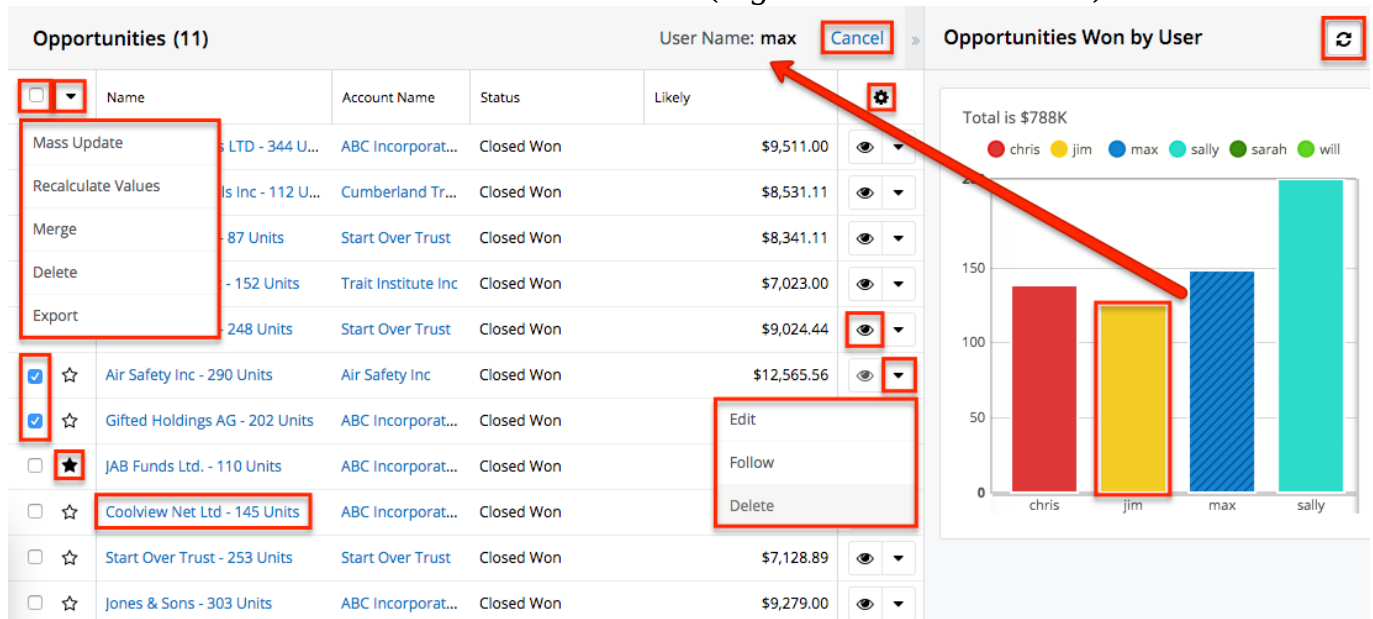 Opportunities (11) User Name: max Cancel »
Name Account Name Status Likely
Mass Update
Recalculate Values
Merge
Delete
Export
LTD - 344 U... ABC Incorporat... Closed Won $9,511.00
Inc - 112 U... Cumberland Tr... Closed Won $8,531.11
- 87 Units Start Over Trust Closed Won $8,341.11
- 152 Units Trait Institute Inc Closed Won $7,023.00
- 248 Units Start Over Trust Closed Won $9,024.44
Air Safety Inc - 290 Units Air Safety Inc Closed Won $12,565.56
Gifted Holdings AG - 202 Units ABC Incorporat... Closed Won
JAB Funds Ltd. - 110 Units ABC Incorporat... Closed Won
Coolview Net Ltd - 145 Units ABC Incorporat... Closed Won
Edit
Follow
Delete
Start Over Trust - 253 Units Start Over Trust Closed Won $7,128.89
Jones & Sons - 303 Units ABC Incorporat... Closed Won $9,279.00
Opportunities Won by User
Total is $788K
chris jim max sally sarah will
150
100
50
0
chris jim max sally